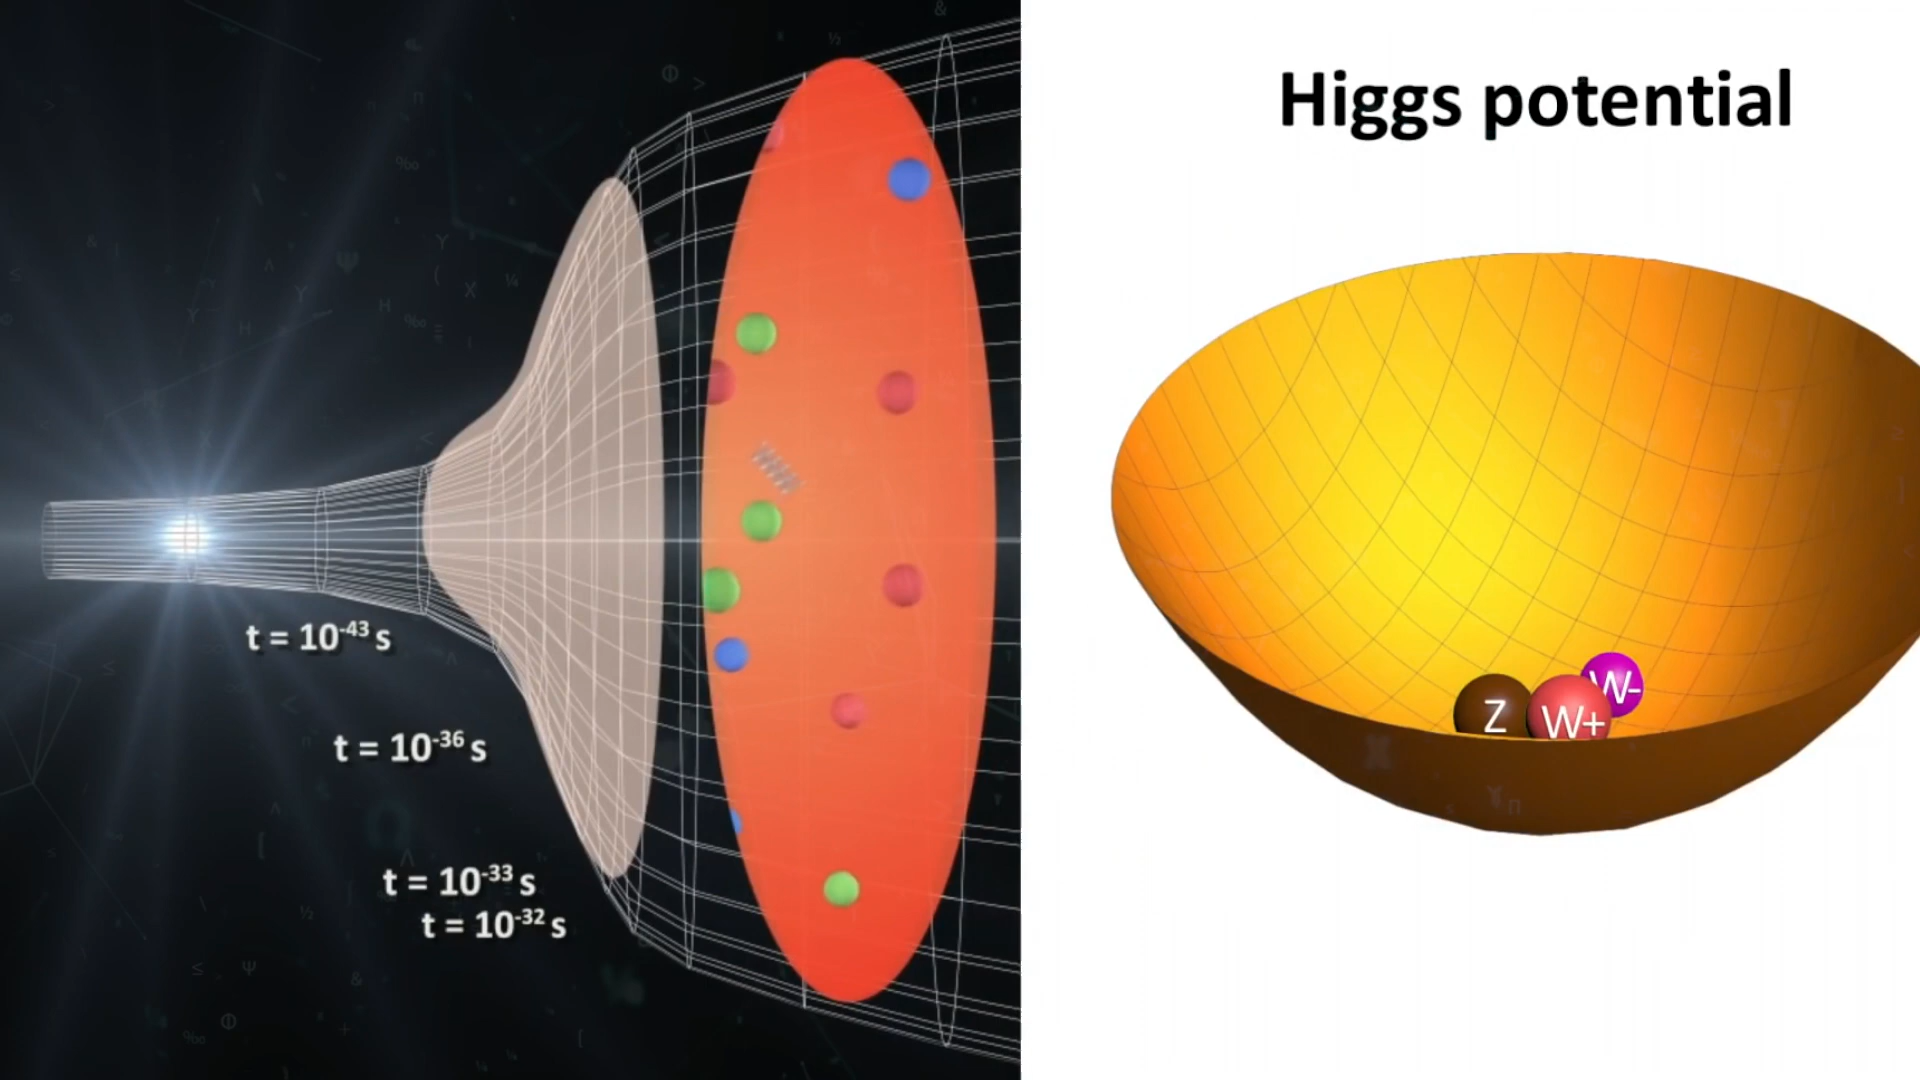 Higgs potential
t = 10⁻⁴³ s
t = 10⁻³⁶ s
t = 10⁻³³ s
t = 10⁻³² s
Z
W+
W-